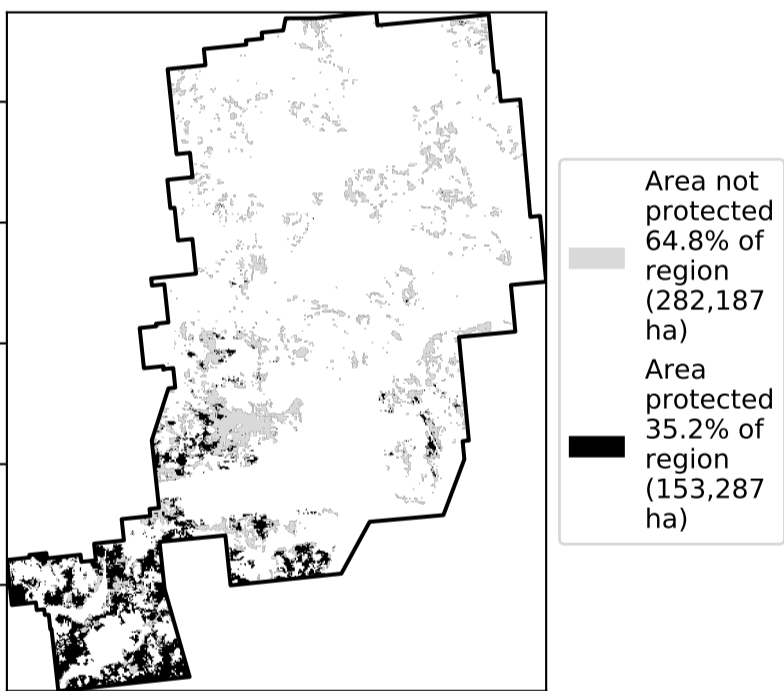 Area not
protected
64.8% of
region
(282,187
ha)
Area
protected
35.2% of
region
(153,287
ha)